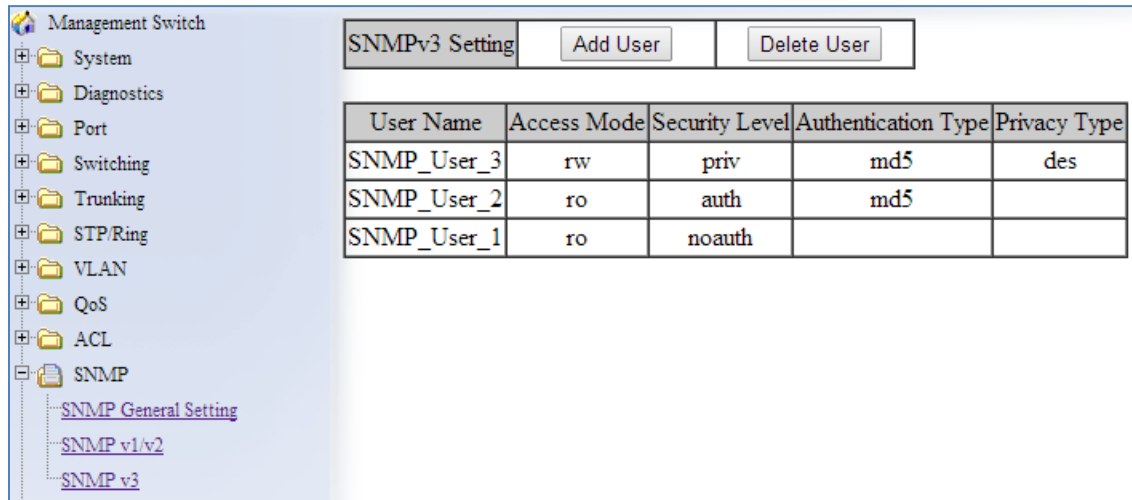 Management Switch
System
Diagnostics
Port
Switching
Trunking
STP/Ring
VLAN
QoS
ACL
SNMP
SNMP General Setting
SNMP v1/v2
SNMP v3
SNMPv3 Setting Add User Delete User
User Name Access Mode Security Level Authentication Type Privacy Type
SNMP_User_3 rw priv md5 des
SNMP_User_2 ro auth md5
SNMP_User_1 ro noauth